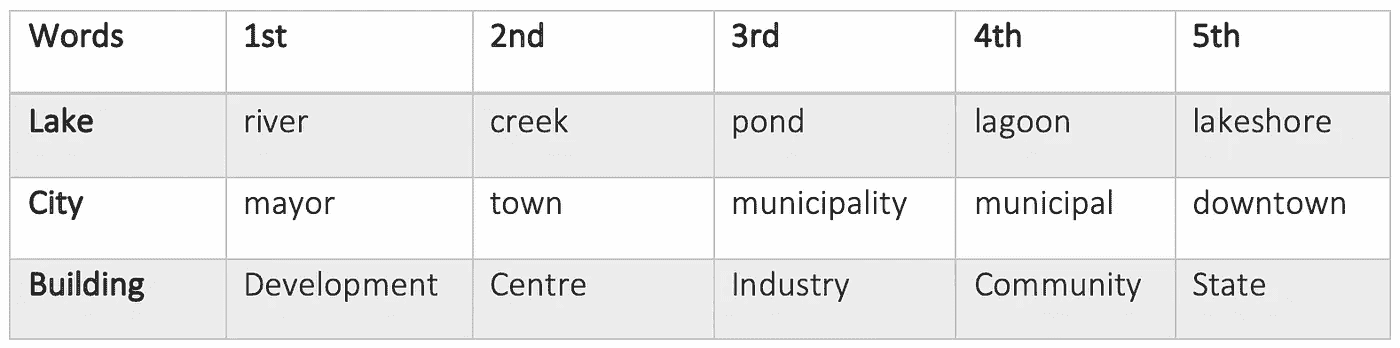 Words 1st 2nd 3rd 4th 5th
Lake river creek pond lagoon lakeshore
City mayor town municipality municipal downtown
Building Development Centre Industry Community State